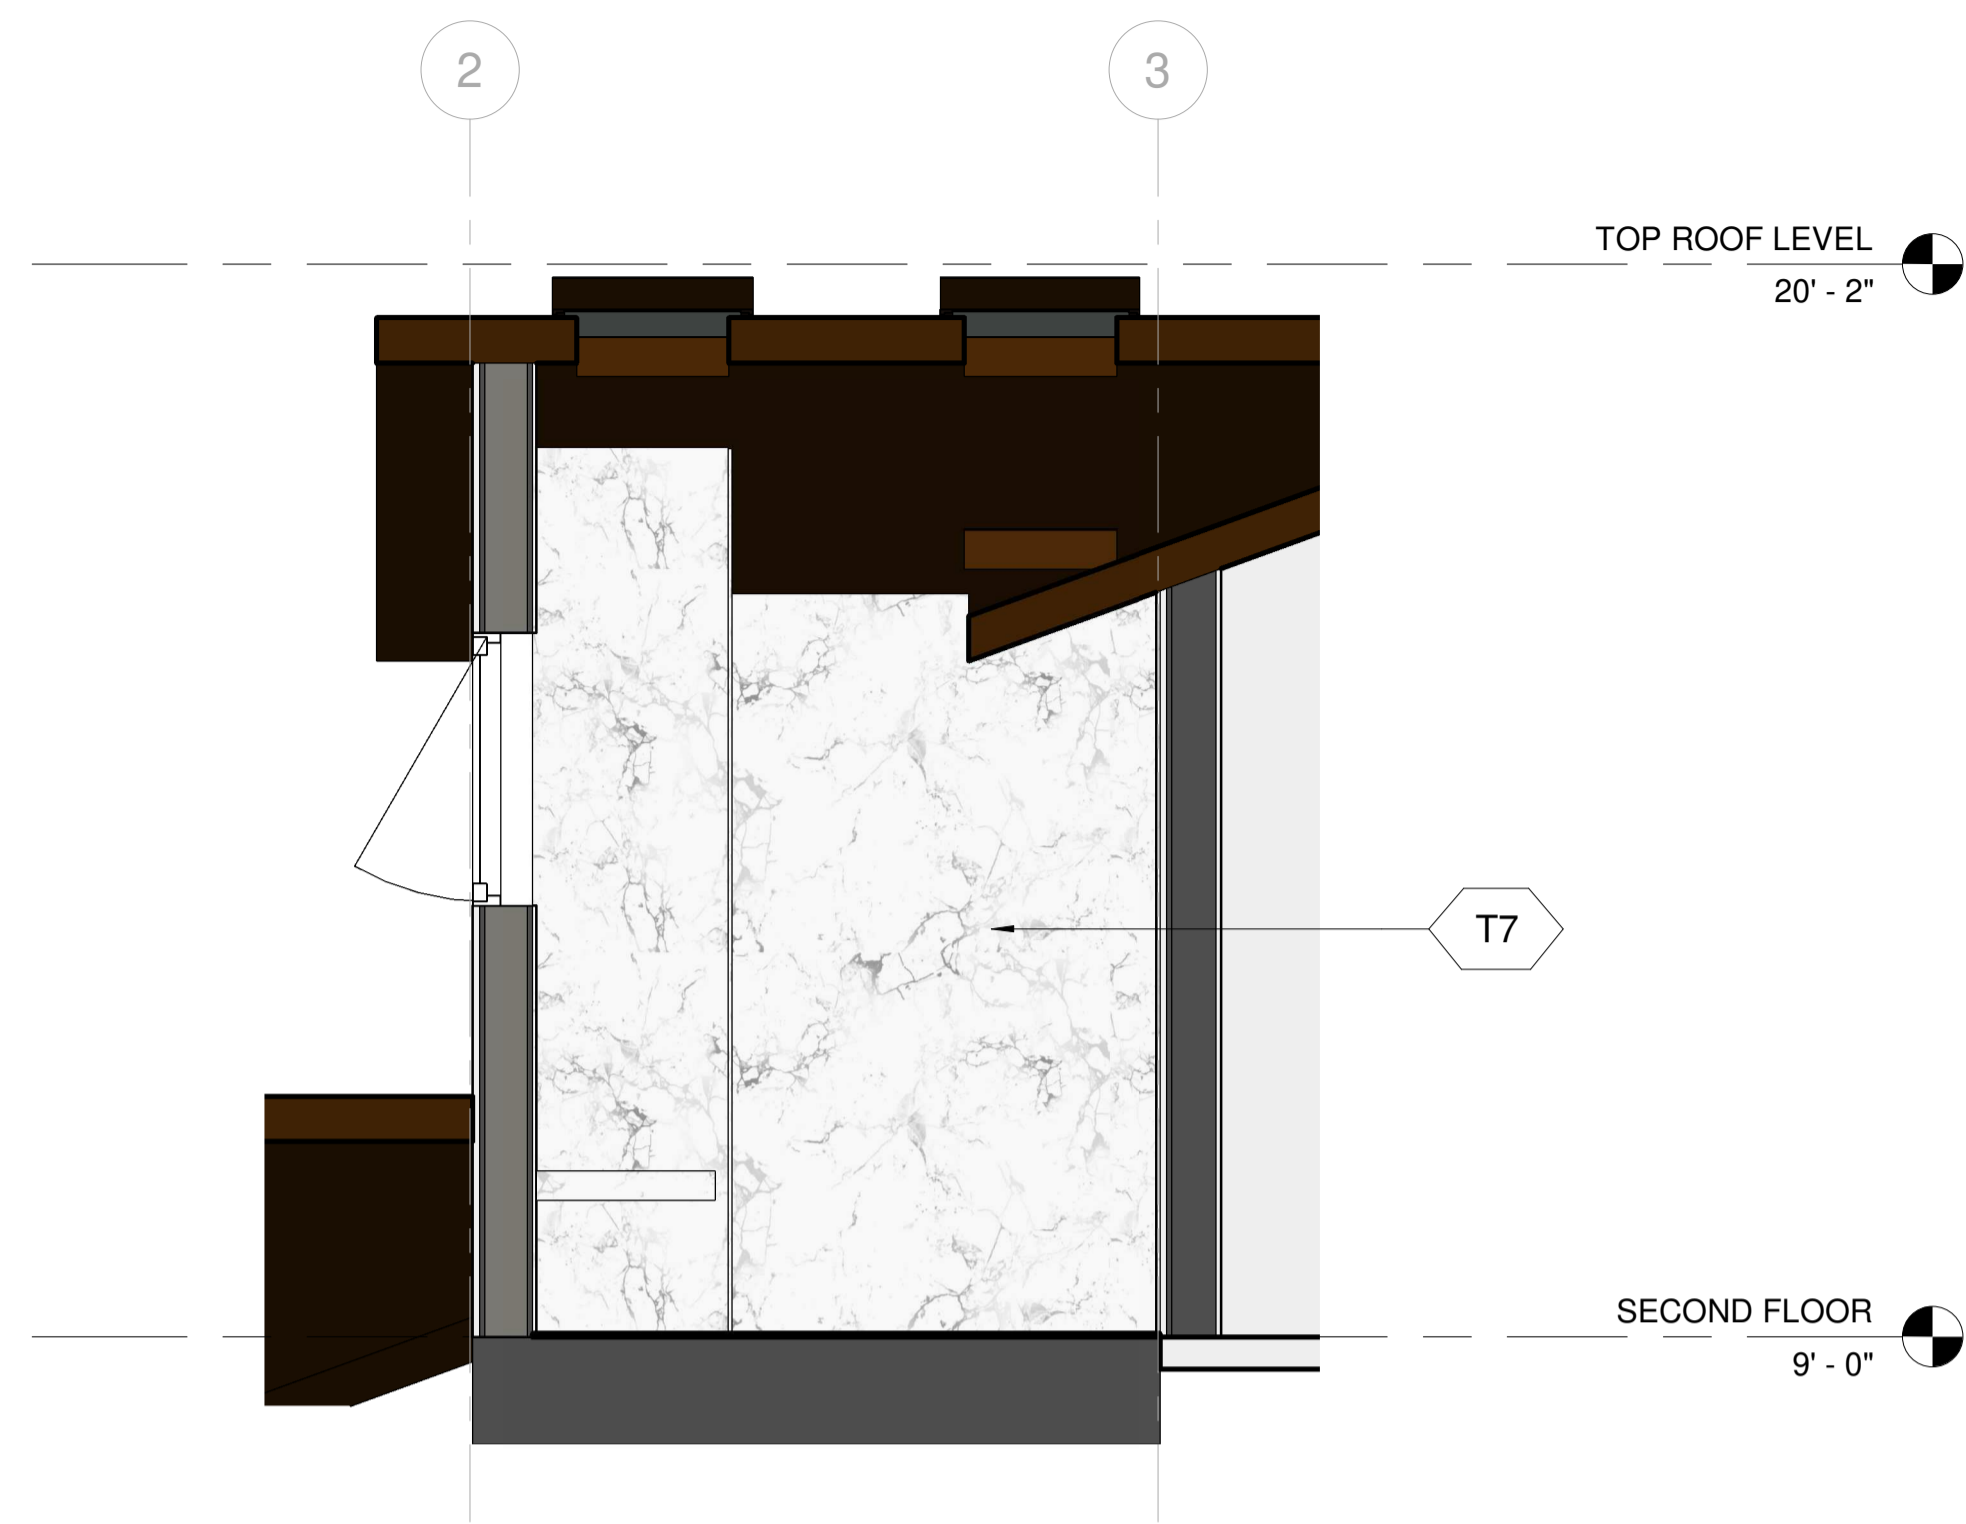 2
3
TOP ROOF LEVEL
20' - 2"
T7
SECOND FLOOR
9' - 0"